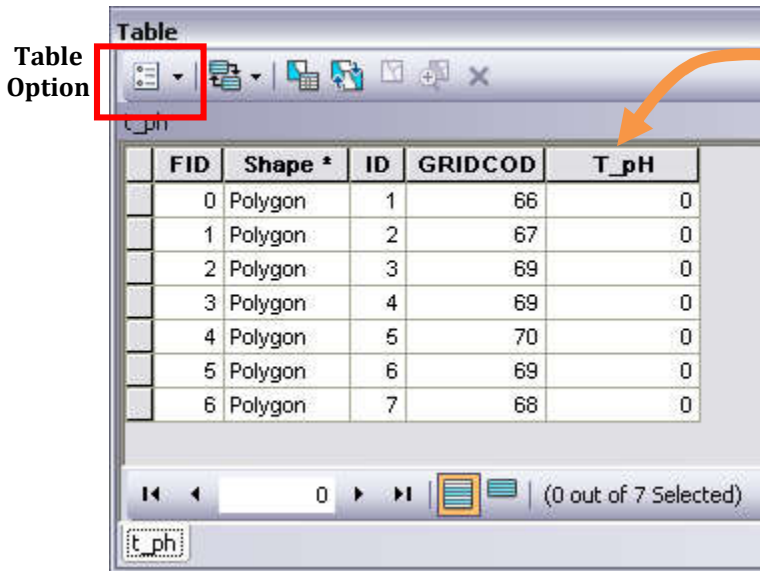 Table
Table
Option
t_ph
FID Shape * ID GRIDCOD T_pH
0 Polygon 1 66 0
1 Polygon 2 67 0
2 Polygon 3 69 0
3 Polygon 4 69 0
4 Polygon 5 70 0
5 Polygon 6 69 0
6 Polygon 7 68 0
0 (0 out of 7 Selected)
t_ph